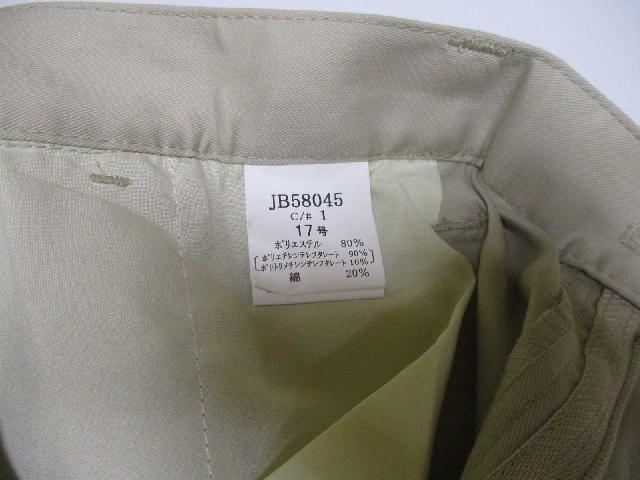 JB58045
C/# 1
17号
ポリエステル 80%
ポリエチレンテレフタレート 90%
ポリトリメチレンテレフタレート 10%
綿 20%